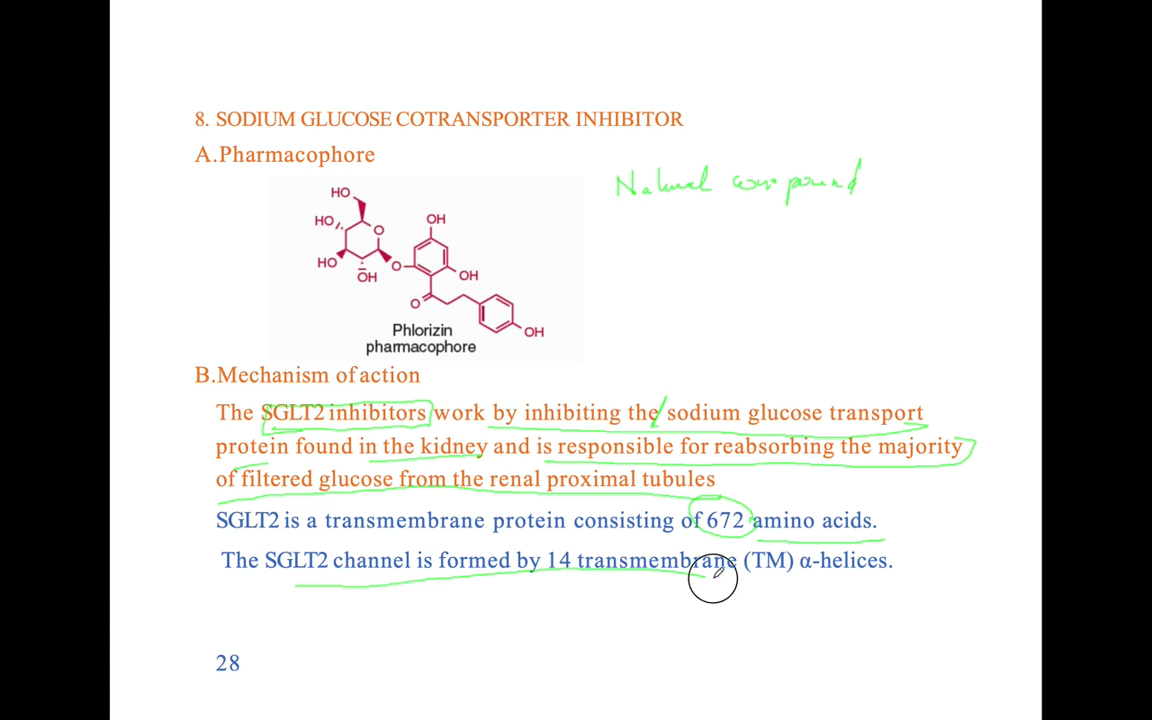 8. SODIUM GLUCOSE COTRANSPORTER INHIBITOR
A.Pharmacophore
Natural compound
HO
OH
HO
O
HO
OH
O
OH
O
OH
Phlorizin
pharmacophore
B.Mechanism of action
The SGLT2 inhibitors work by inhibiting the sodium glucose transport
protein found in the kidney and is responsible for reabsorbing the majority
of filtered glucose from the renal proximal tubules
SGLT2 is a transmembrane protein consisting of 672 amino acids.
The SGLT2 channel is formed by 14 transmembrane (TM) α-helices.
28